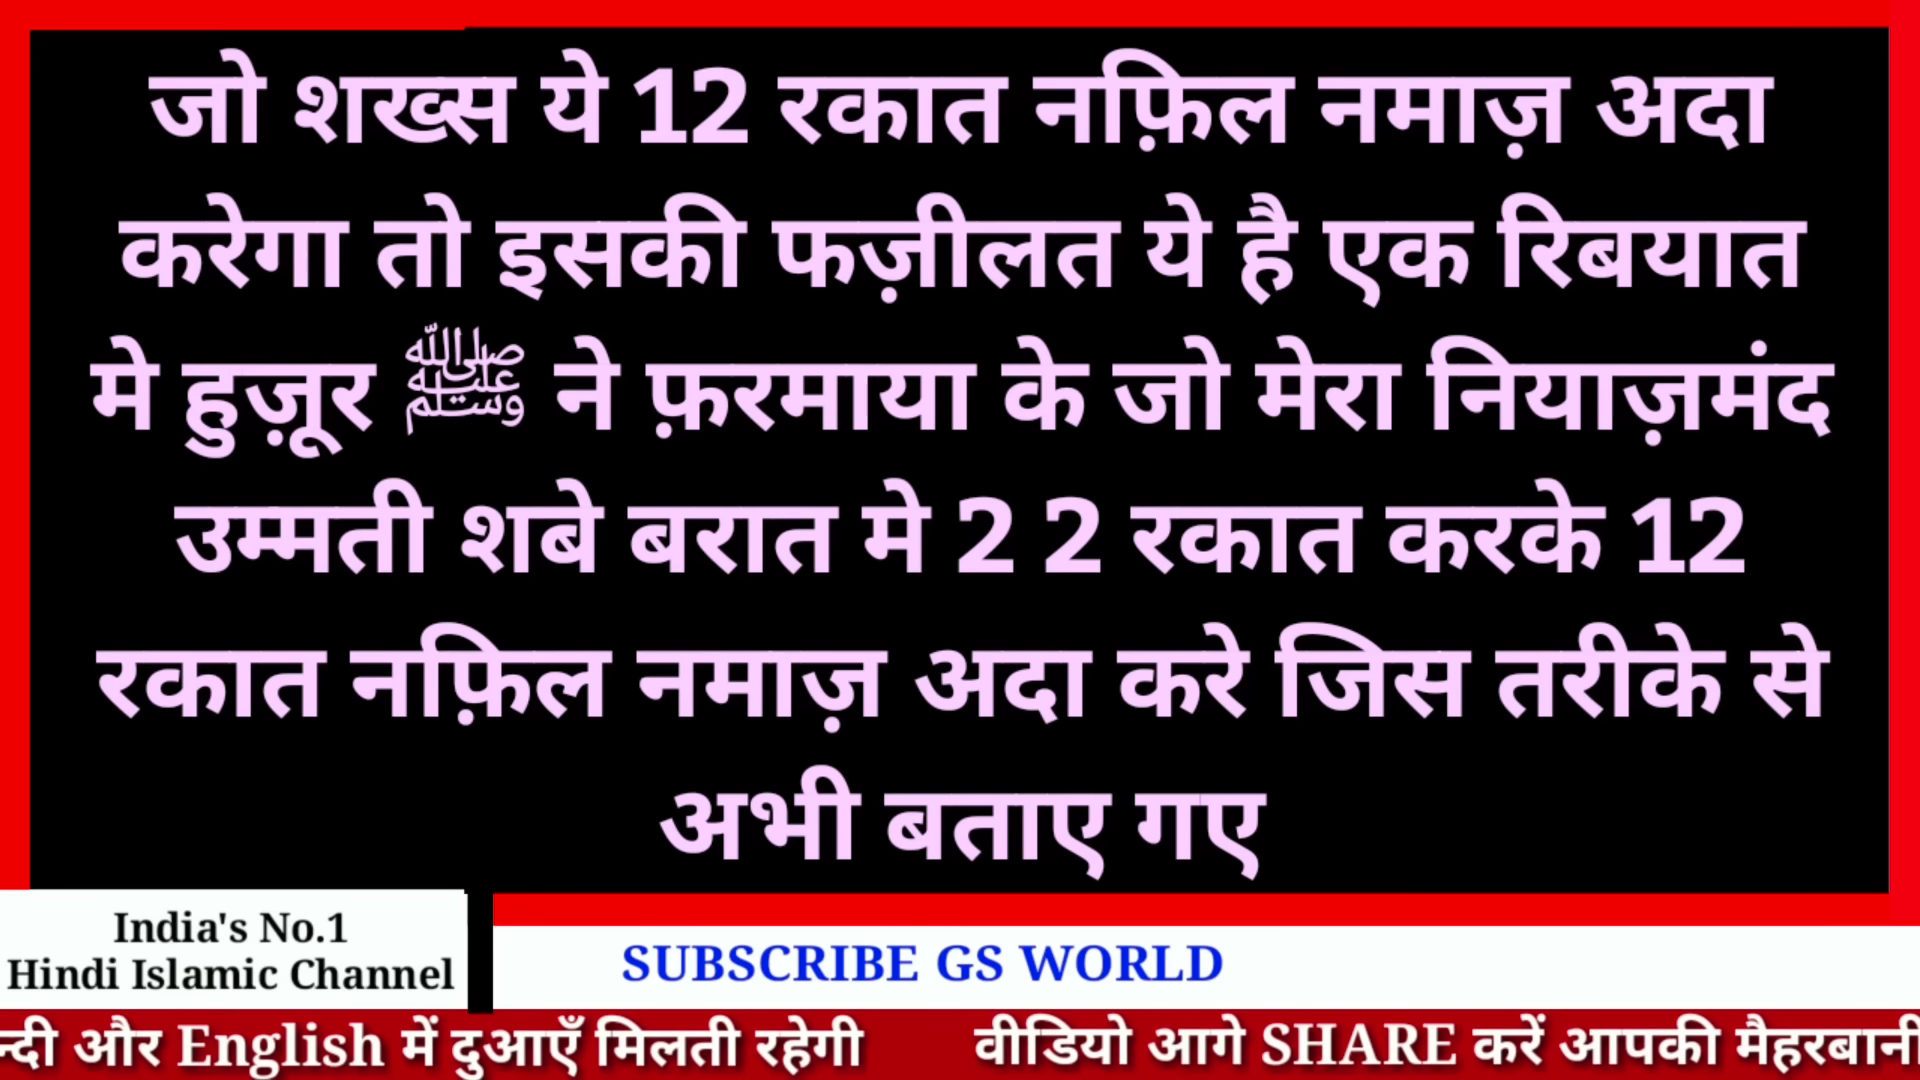 जो शख्स ये 12 रकात नफ़िल नमाज़ अदा
करेगा तो इसकी फज़ीलत ये है एक रिबयात
मे हुज़ूर ﷺ ने फ़रमाया के जो मेरा नियाज़मंद
उम्मती शबे बरात मे 2 2 रकात करके 12
रकात नफ़िल नमाज़ अदा करे जिस तरीके से
अभी बताए गए
India's No.1
Hindi Islamic Channel
SUBSCRIBE GS WORLD
न्दी और English में दुआएँ मिलती रहेगी वीडियो आगे SHARE करें आपकी मैहरबानी